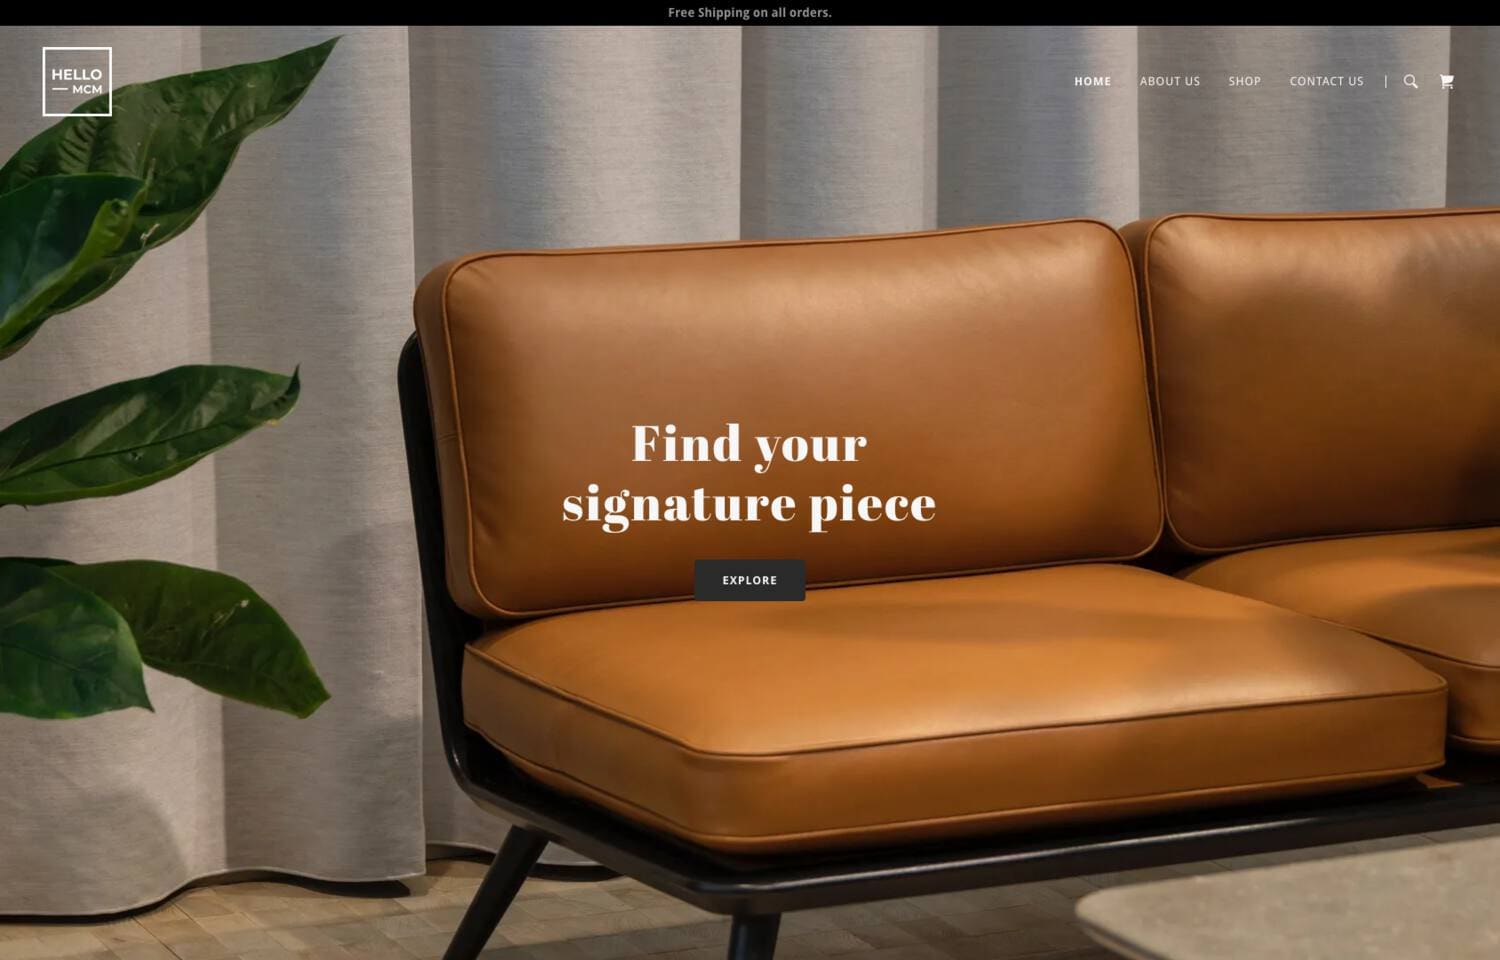 Free Shipping on all orders.
HELLO
MCM
HOME ABOUT US SHOP CONTACT US
Find your
signature piece
EXPLORE